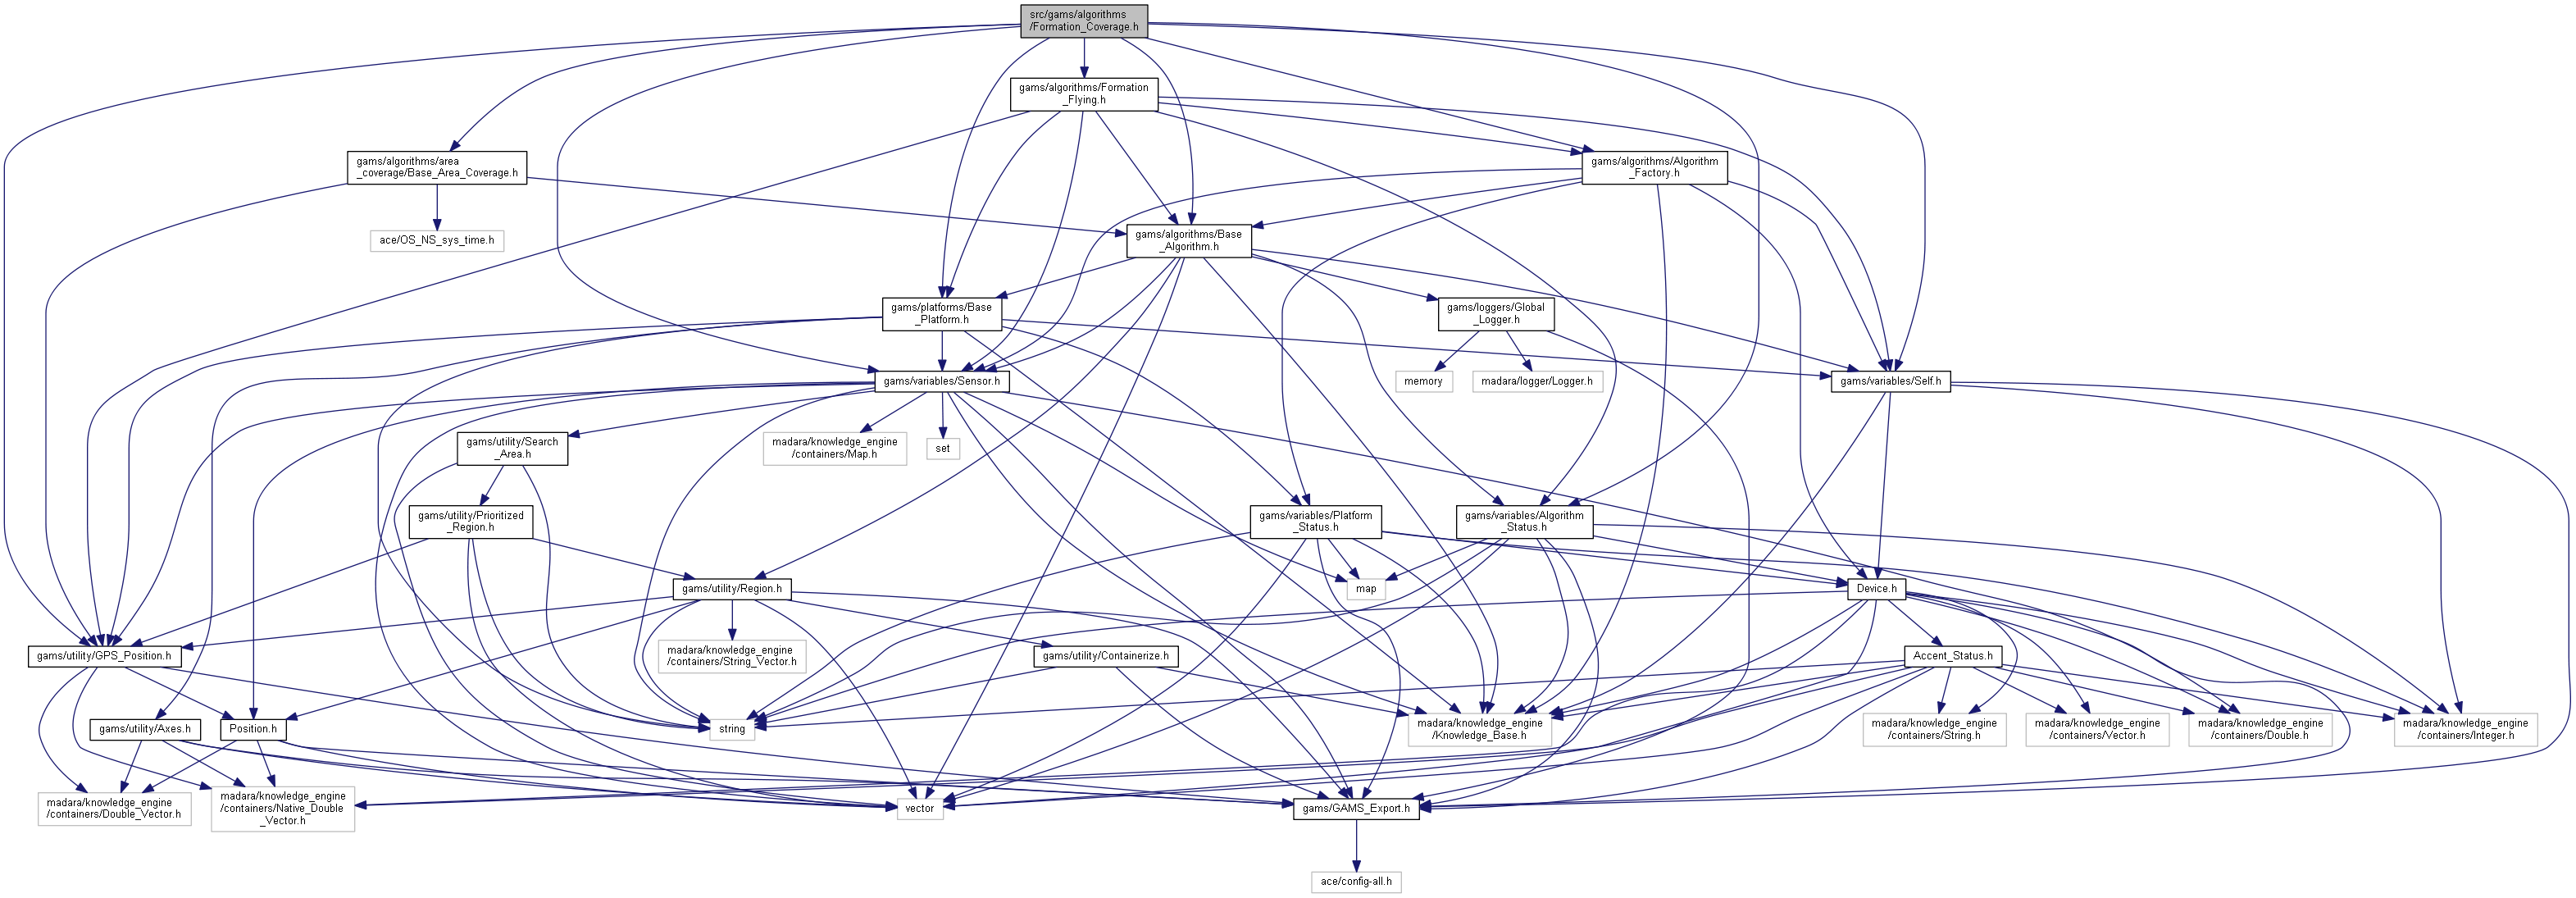 src/gams/algorithms
/Formation_Coverage.h
gams/algorithms/Formation
_Flying.h
gams/algorithms/area
_coverage/Base_Area_Coverage.h
gams/algorithms/Algorithm
_Factory.h
ace/OS_NS_sys_time.h
gams/algorithms/Base
_Algorithm.h
gams/platforms/Base
_Platform.h
gams/loggers/Global
_Logger.h
gams/variables/Sensor.h
memory
madara/logger/Logger.h
gams/variables/Self.h
gams/utility/Search
_Area.h
madara/knowledge_engine
/containers/Map.h
set
gams/utility/Prioritized
_Region.h
gams/variables/Platform
_Status.h
gams/variables/Algorithm
_Status.h
gams/utility/Region.h
map
Device.h
gams/utility/GPS_Position.h
madara/knowledge_engine
/containers/String_Vector.h
gams/utility/Containerize.h
Accent_Status.h
gams/utility/Axes.h
Position.h
string
madara/knowledge_engine
/Knowledge_Base.h
madara/knowledge_engine
/containers/String.h
madara/knowledge_engine
/containers/Vector.h
madara/knowledge_engine
/containers/Double.h
madara/knowledge_engine
/containers/Integer.h
madara/knowledge_engine
/containers/Double_Vector.h
madara/knowledge_engine
/containers/Native_Double
_Vector.h
vector
gams/GAMS_Export.h
ace/config-all.h